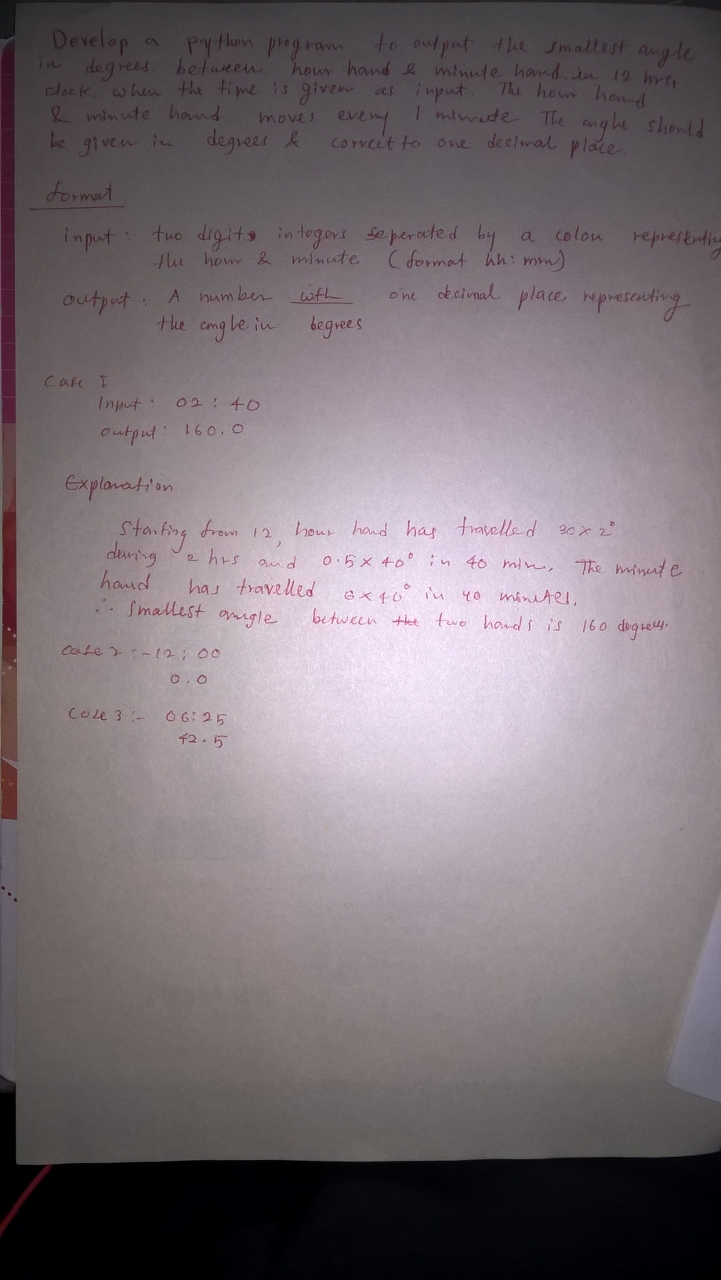 Develop a python program to output the smallest angle
in degrees between hour hand & minute hand in 12 hrs,
clock when the time is given as input. The hour hand
& minute hand moves every 1 minute The angle should
be given in degrees & correct to one decimal place.
format
input : two digits integers seperated by a colon representing
the hour & minute (format hh:mm)
output : A number with one decimal place representing
the angle in degrees
Case I
Input : 02 : 40
output : 160.0
Explanation
Starting from 12, hour hand has travelled 30×2°
during 2 hrs and 0.5×40° in 40 min. The minute
hand has travelled 6×40° in 40 minutes.
∴ smallest angle between the two hands is 160 degrees.
Case 2 :- 12 : 00
0.0
Case 3 :- 06:25
42.5